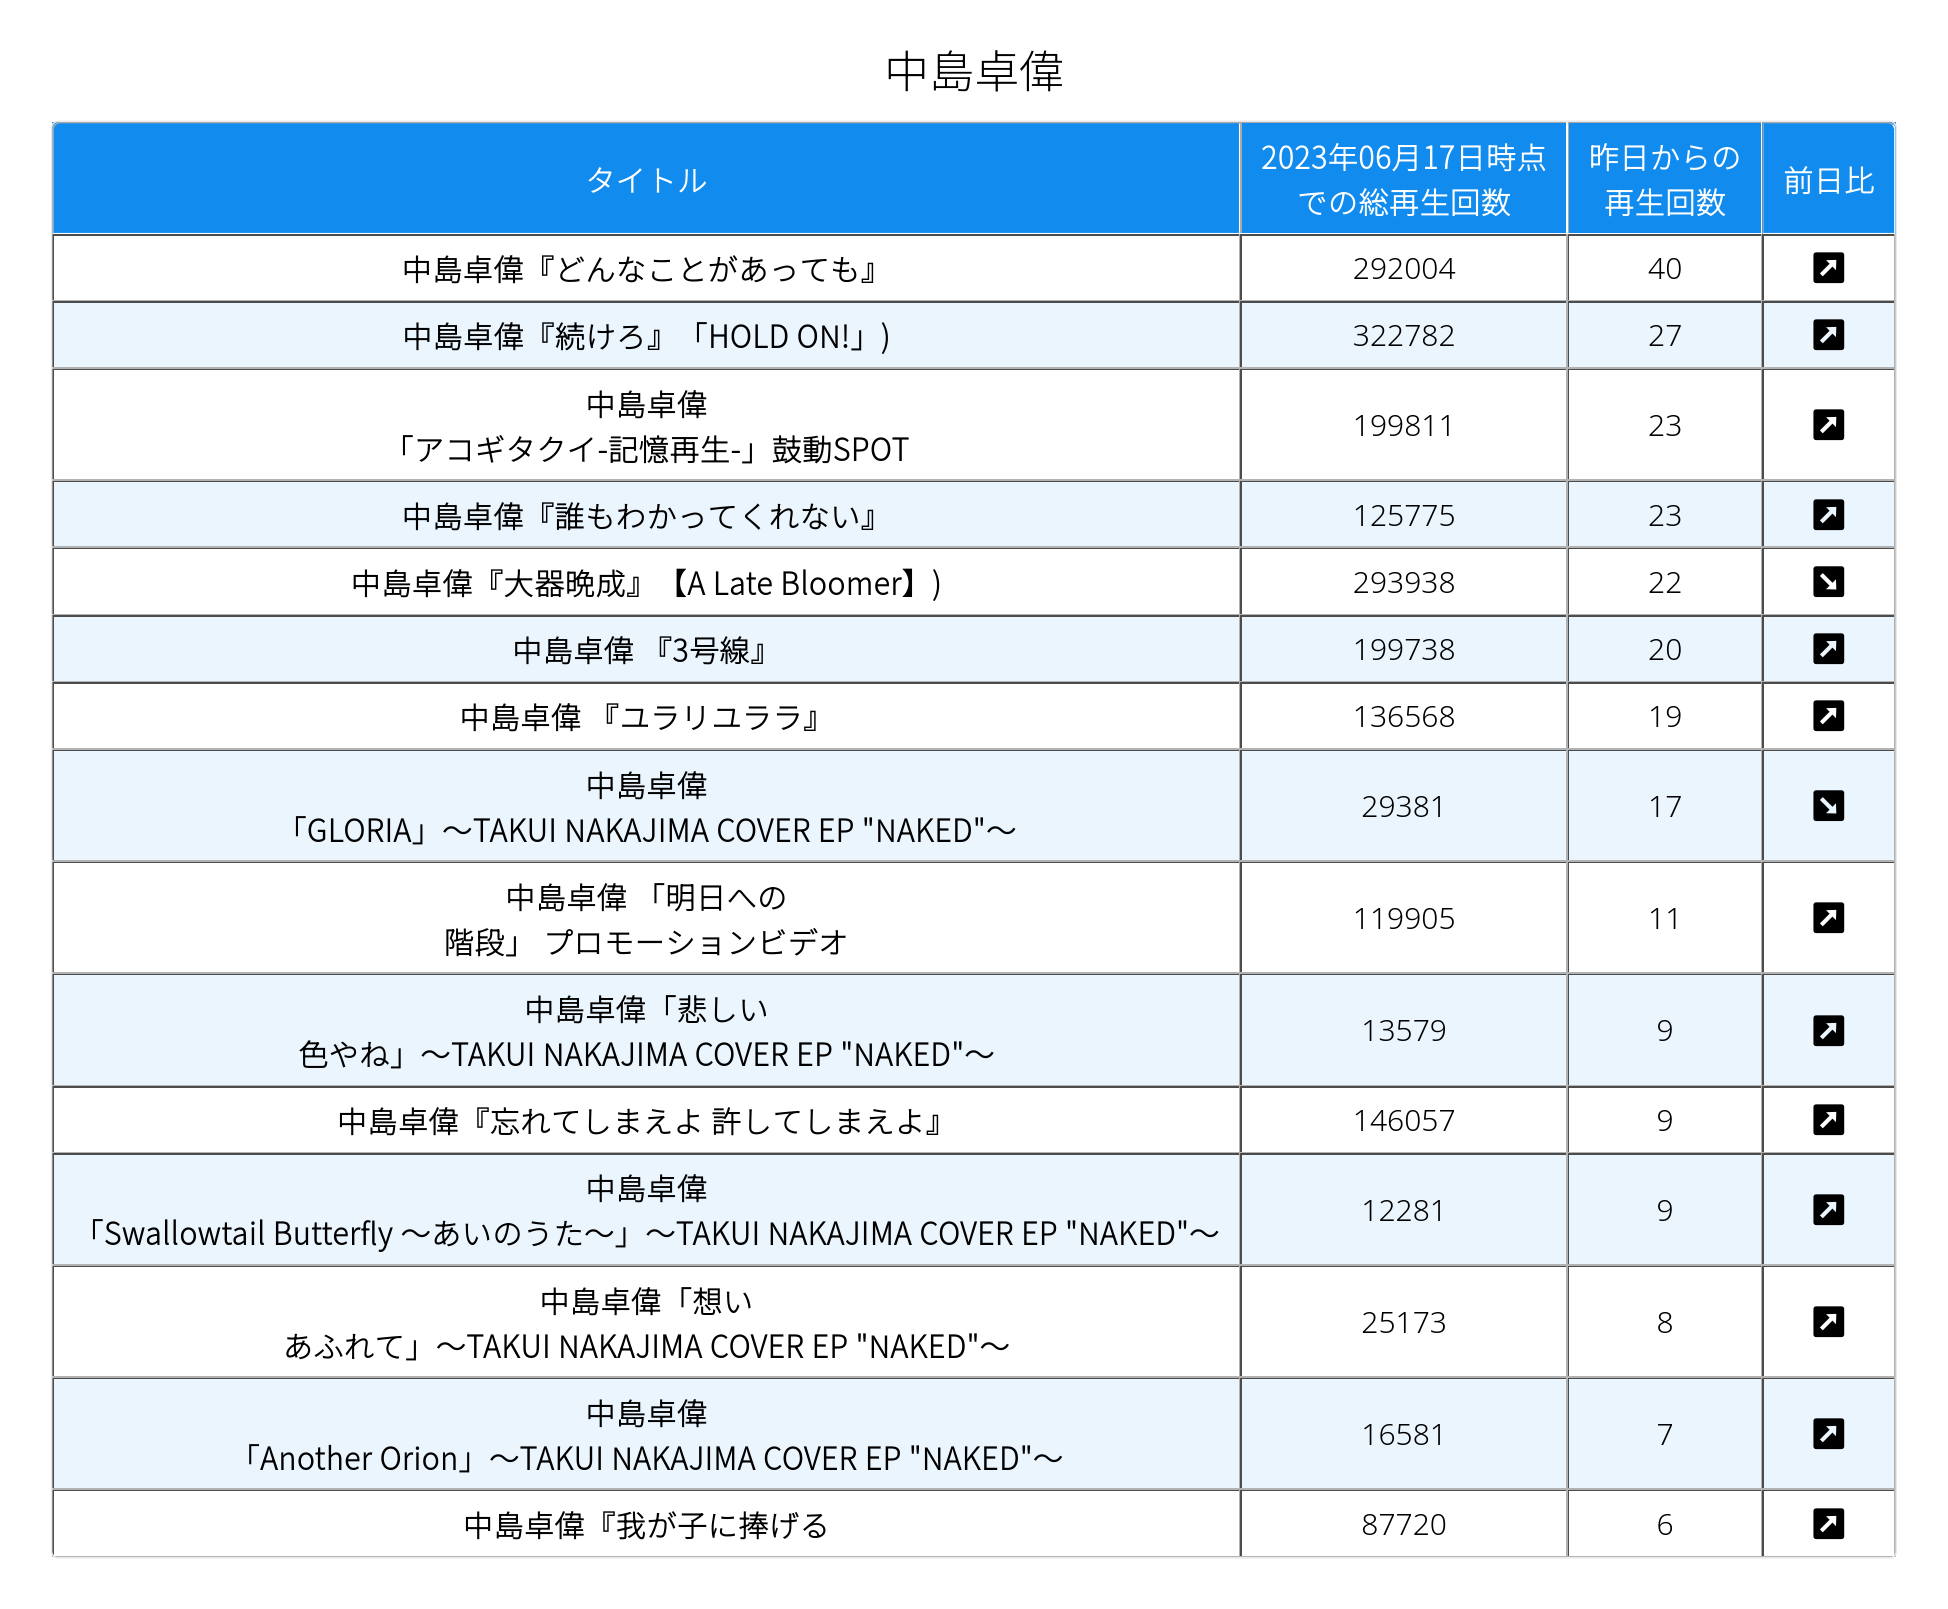 中島卓偉
タイトル
2023年06月17日時点
での総再生回数
昨日からの
再生回数
前日比
中島卓偉『どんなことがあっても』 292004 40
中島卓偉『続けろ』「HOLD ON!」) 322782 27
中島卓偉
「アコギタクイ-記憶再生-」鼓動SPOT 199811 23
中島卓偉『誰もわかってくれない』 125775 23
中島卓偉『大器晩成』【A Late Bloomer】) 293938 22
中島卓偉 『3号線』 199738 20
中島卓偉 『ユラリユララ』 136568 19
中島卓偉
「GLORIA」〜TAKUI NAKAJIMA COVER EP "NAKED"〜 29381 17
中島卓偉 「明日への
階段」 プロモーションビデオ 119905 11
中島卓偉「悲しい
色やね」〜TAKUI NAKAJIMA COVER EP "NAKED"〜 13579 9
中島卓偉『忘れてしまえよ 許してしまえよ』 146057 9
中島卓偉
「Swallowtail Butterfly 〜あいのうた〜」〜TAKUI NAKAJIMA COVER EP "NAKED"〜 12281 9
中島卓偉「想い
あふれて」〜TAKUI NAKAJIMA COVER EP "NAKED"〜 25173 8
中島卓偉
「Another Orion」〜TAKUI NAKAJIMA COVER EP "NAKED"〜 16581 7
中島卓偉『我が子に捧げる 87720 6